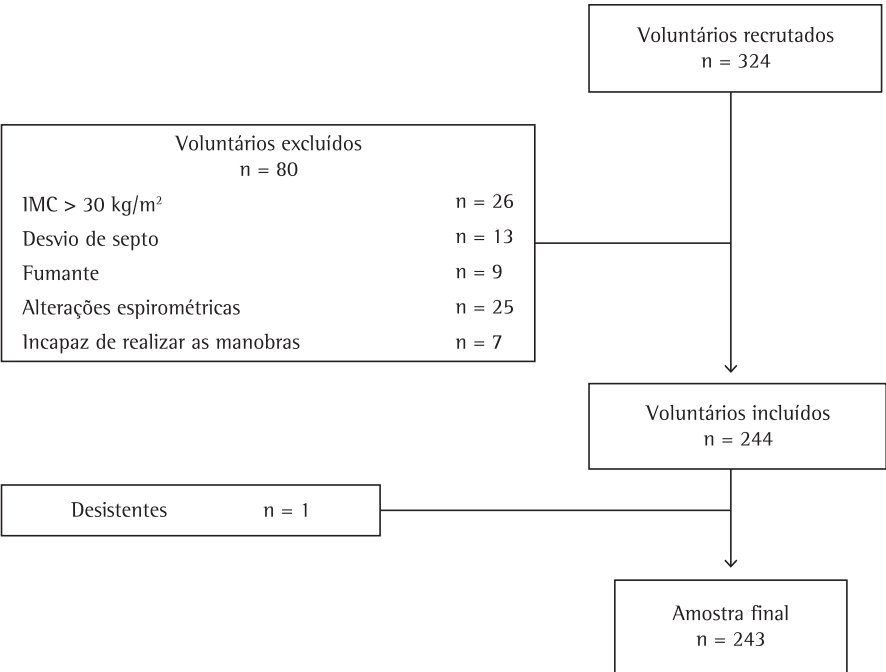 Voluntários recrutados
n = 324
Voluntários excluídos
n = 80
IMC > 30 kg/m² n = 26
Desvio de septo n = 13
Fumante n = 9
Alterações espirométricas n = 25
Incapaz de realizar as manobras n = 7
Voluntários incluídos
n = 244
Desistentes n = 1
Amostra final
n = 243